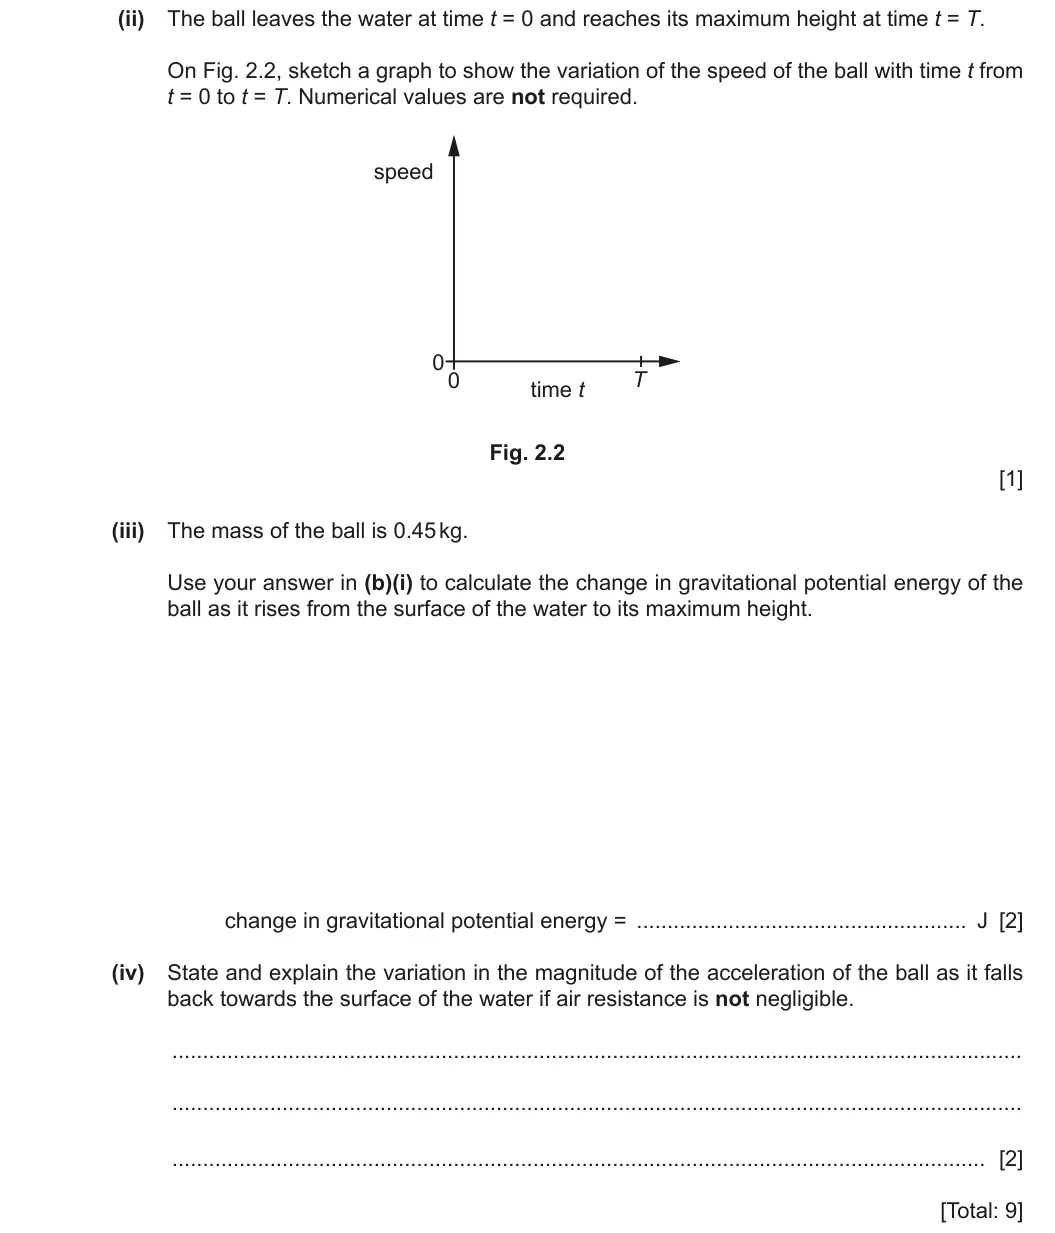 (ii) The ball leaves the water at time t = 0 and reaches its maximum height at time t = T.
On Fig. 2.2, sketch a graph to show the variation of the speed of the ball with time t from
t = 0 to t = T. Numerical values are not required.
speed
0
0
time t
T
Fig. 2.2
[1]
(iii) The mass of the ball is 0.45 kg.
Use your answer in (b)(i) to calculate the change in gravitational potential energy of the
ball as it rises from the surface of the water to its maximum height.
change in gravitational potential energy = ...................................................... J [2]
(iv) State and explain the variation in the magnitude of the acceleration of the ball as it falls
back towards the surface of the water if air resistance is not negligible.
...........................................................................................................................................
...........................................................................................................................................
..................................................................................................................................... [2]
[Total: 9]